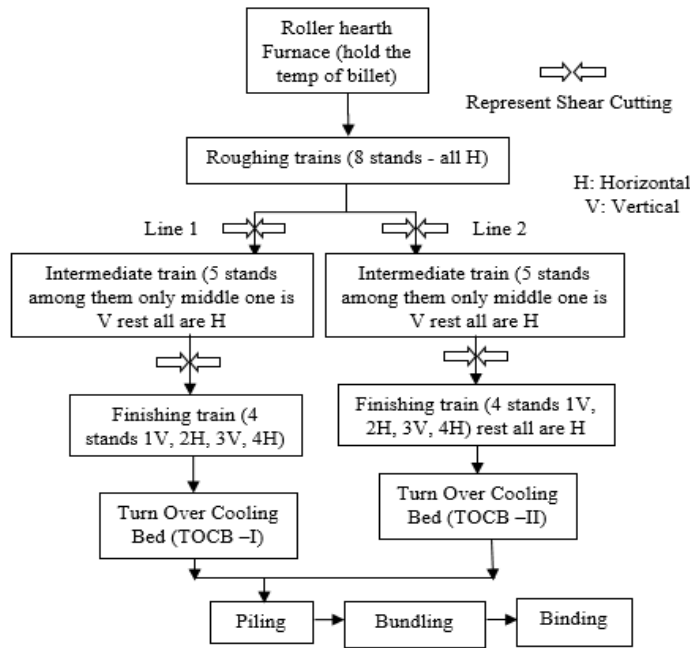 Roller hearth
Furnace (hold the
temp of billet)
Represent Shear Cutting
Roughing trains (8 stands - all H)
H: Horizontal
V: Vertical
Line 1
Line 2
Intermediate train (5 stands
among them only middle one is
V rest all are H
Intermediate train (5 stands
among them only middle one is
V rest all are H
Finishing train (4
stands 1V, 2H, 3V, 4H)
Finishing train (4 stands 1V,
2H, 3V, 4H) rest all are H
Turn Over Cooling
Bed (TOCB –I)
Turn Over Cooling
Bed (TOCB –II)
Piling
Bundling
Binding